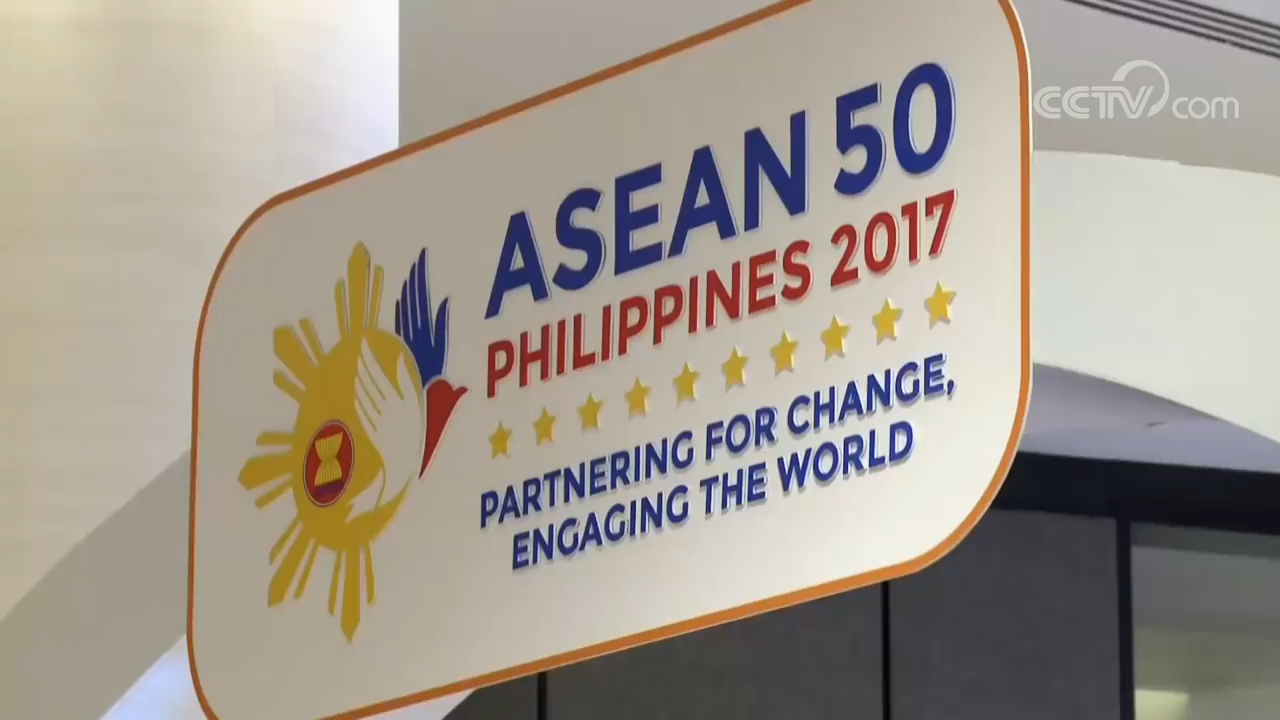 CCTV.com
ASEAN 50
PHILIPPINES 2017
PARTNERING FOR CHANGE,
ENGAGING THE WORLD